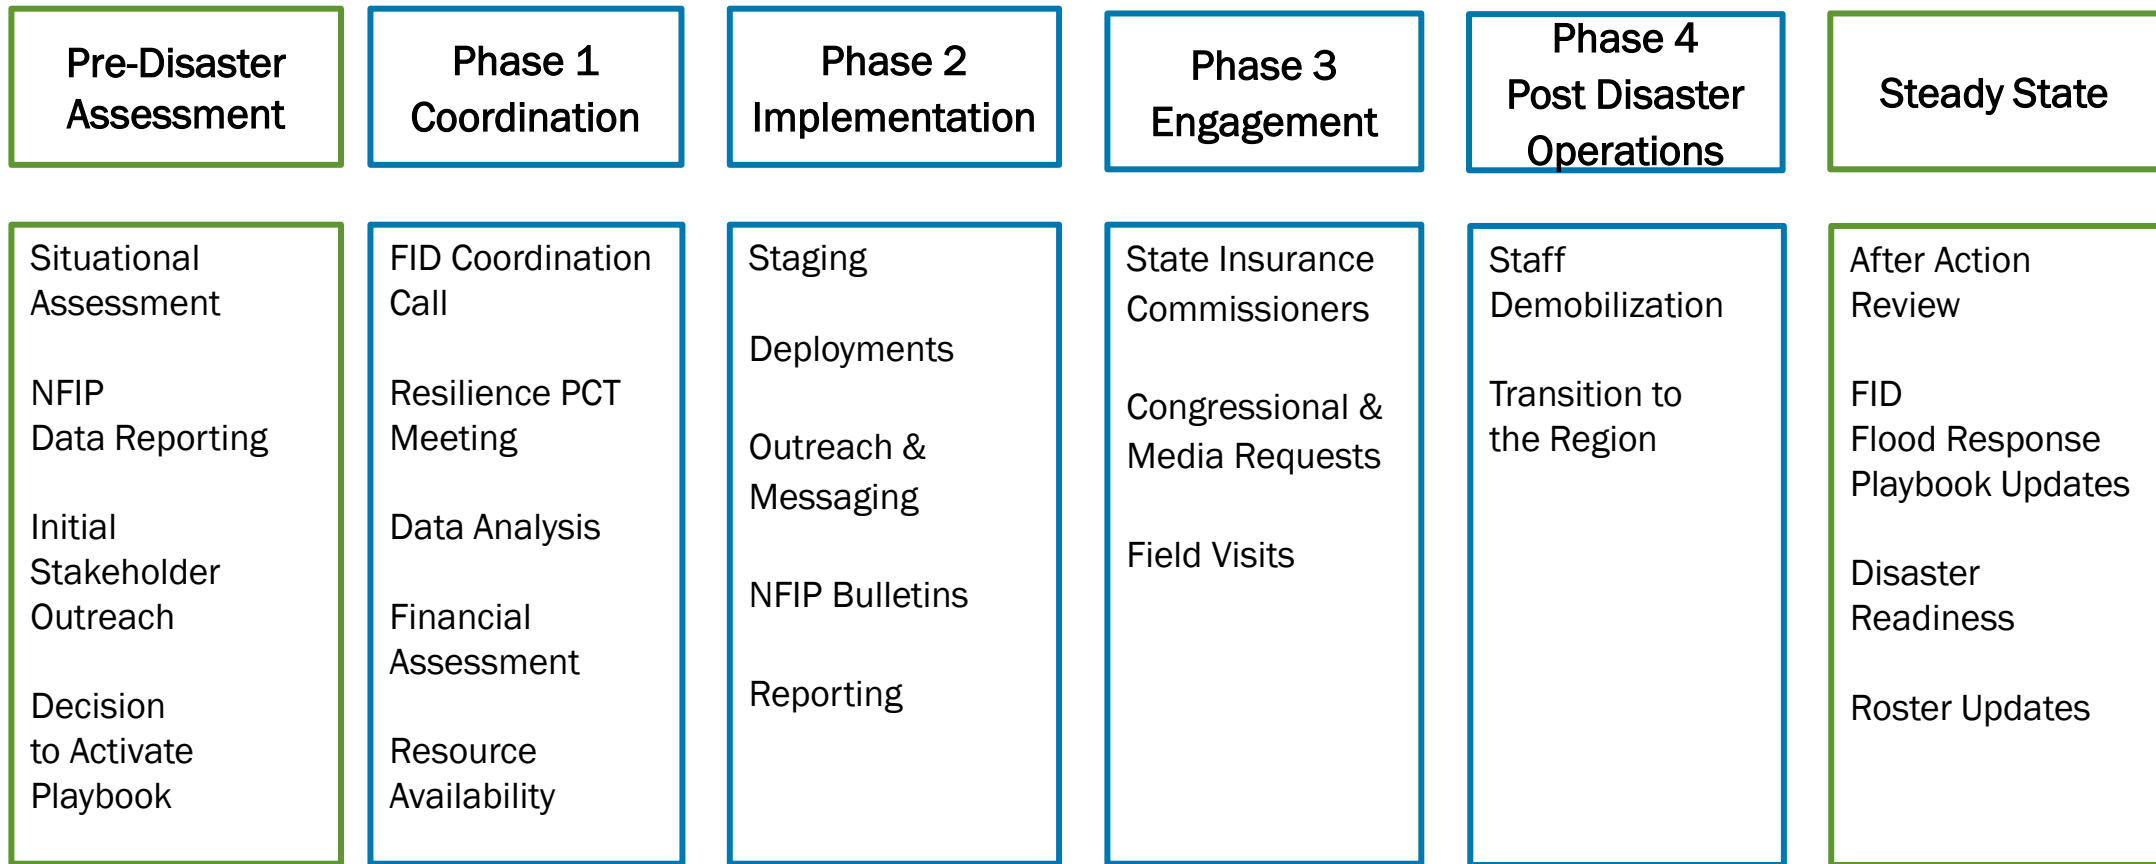 Pre-Disaster
Assessment
Phase 1
Coordination
Phase 2
Implementation
Phase 3
Engagement
Phase 4
Post Disaster
Operations
Steady State
Situational
Assessment
NFIP
Data Reporting
Initial
Stakeholder
Outreach
Decision
to Activate
Playbook
FID Coordination
Call
Resilience PCT
Meeting
Data Analysis
Financial
Assessment
Resource
Availability
Staging
Deployments
Outreach &
Messaging
NFIP Bulletins
Reporting
State Insurance
Commissioners
Congressional &
Media Requests
Field Visits
Staff
Demobilization
Transition to
the Region
After Action
Review
FID
Flood Response
Playbook Updates
Disaster
Readiness
Roster Updates